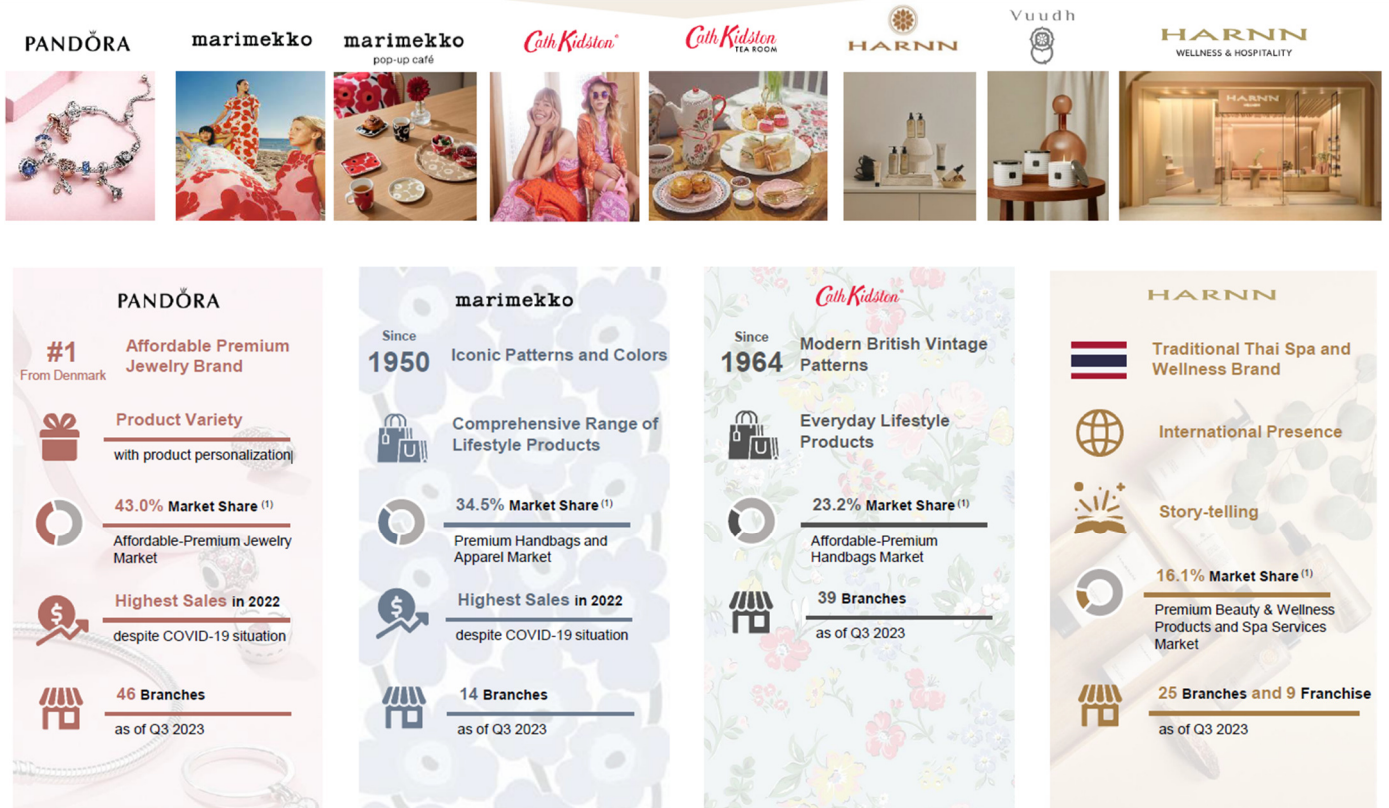 PANDÖRA
marimekko
marimekko
pop-up café
Cath Kidston®
Cath Kidston
TEA ROOM
HARNN
Vuudh
HARNN
WELLNESS & HOSPITALITY
HARNN
PANDÖRA
#1
From Denmark
Affordable Premium
Jewelry Brand
Product Variety
with product personalization
43.0% Market Share (1)
Affordable-Premium Jewelry
Market
Highest Sales in 2022
despite COVID-19 situation
46 Branches
as of Q3 2023
marimekko
Since
1950
Iconic Patterns and Colors
Comprehensive Range of
Lifestyle Products
34.5% Market Share (1)
Premium Handbags and
Apparel Market
Highest Sales in 2022
despite COVID-19 situation
14 Branches
as of Q3 2023
Cath Kidston®
Since
1964
Modern British Vintage
Patterns
Everyday Lifestyle
Products
23.2% Market Share (1)
Affordable-Premium
Handbags Market
39 Branches
as of Q3 2023
HARNN
Traditional Thai Spa and
Wellness Brand
International Presence
Story-telling
16.1% Market Share (1)
Premium Beauty & Wellness
Products and Spa Services
Market
25 Branches and 9 Franchise
as of Q3 2023